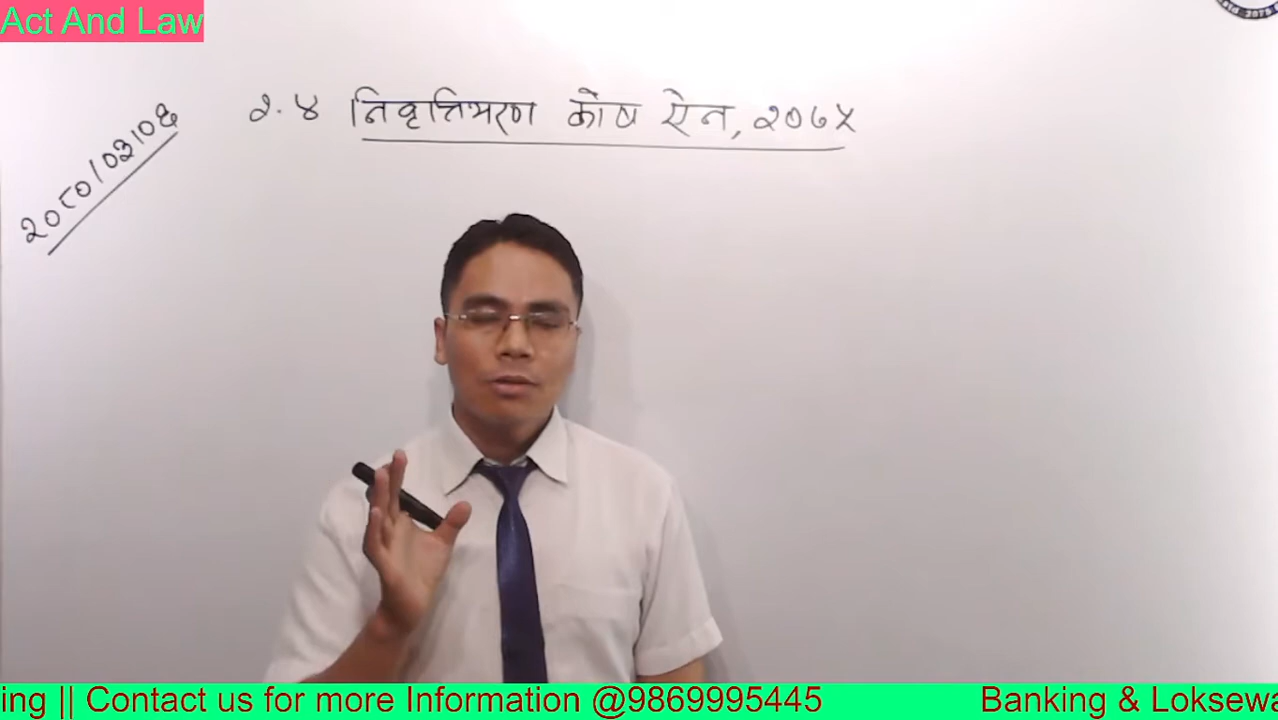 Act And Law
२.४ निवृत्तिभरण कोष ऐन, २०७५
२०८०/०३/०६
ing || Contact us for more Information @9869995445 Banking & Loksewa